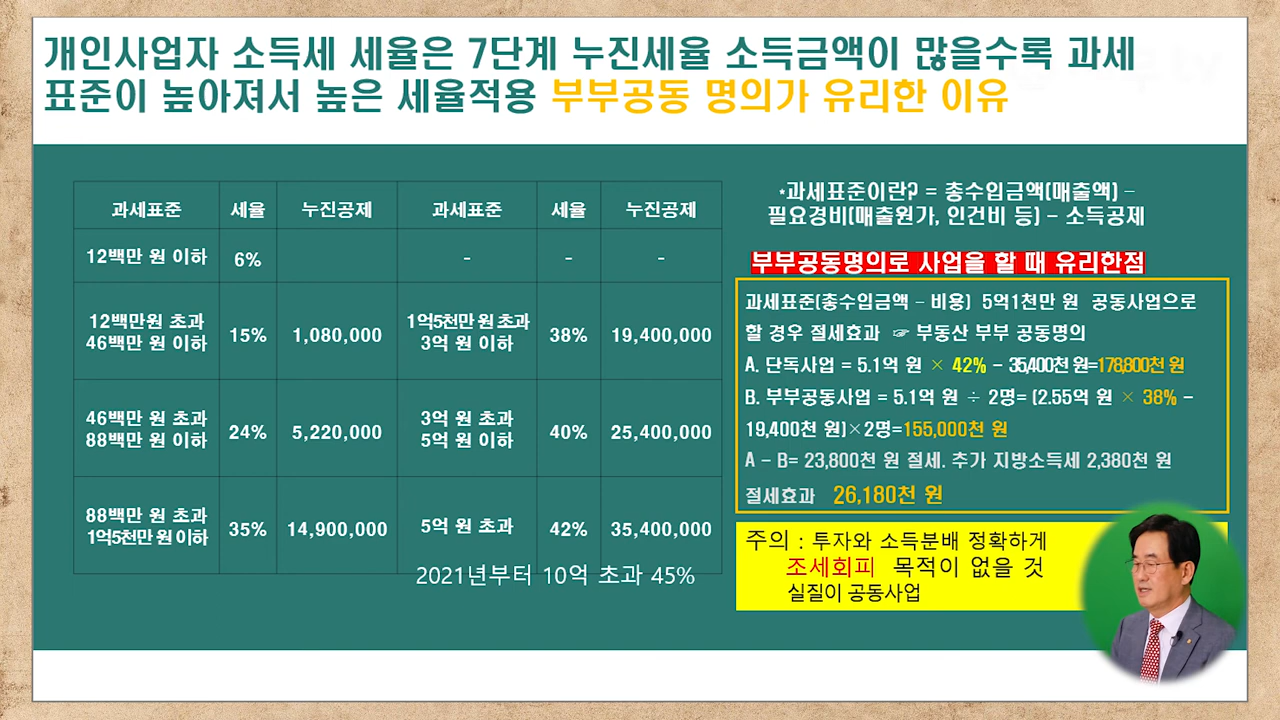 개인사업자 소득세 세율은 7단계 누진세율 소득금액이 많을수록 과세
표준이 높아져서 높은 세율적용 부부공동 명의가 유리한 이유
과세표준 세율 누진공제 과세표준 세율 누진공제
12백만 원 이하 6% - - -
12백만원 초과 46백만 원 이하 15% 1,080,000 1억5천만 원 초과 3억 원 이하 38% 19,400,000
46백만 원 초과 88백만 원 이하 24% 5,220,000 3억 원 초과 5억 원 이하 40% 25,400,000
88백만 원 초과 1억5천만 원 이하 35% 14,900,000 5억 원 초과 42% 35,400,000
2021년부터 10억 초과 45%
*과세표준이란? = 총수입금액(매출액) –
필요경비(매출원가, 인건비 등) - 소득공제
부부공동명의로 사업을 할 때 유리한점
과세표준(총수입금액 – 비용) 5억1천만 원 공동사업으로
할 경우 절세효과 ☞ 부동산 부부 공동명의
A. 단독사업 = 5.1억 원 × 42% - 35,400천 원=178,800천 원
B. 부부공동사업 = 5.1억 원 ÷ 2명= (2.55억 원 × 38% -
19,400천 원)×2명=155,000천 원
A – B= 23,800천 원 절세. 추가 지방소득세 2,380천 원
절세효과 26,180천 원
주의 : 투자와 소득분배 정확하게
조세회피 목적이 없을 것
실질이 공동사업